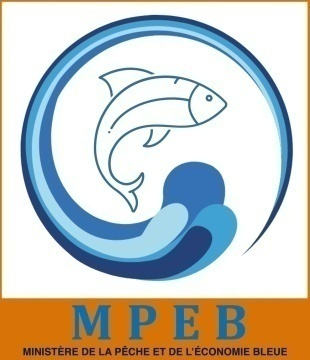 MPEB
MINISTÈRE DE LA PÊCHE ET DE L'ÉCONOMIE BLEUE